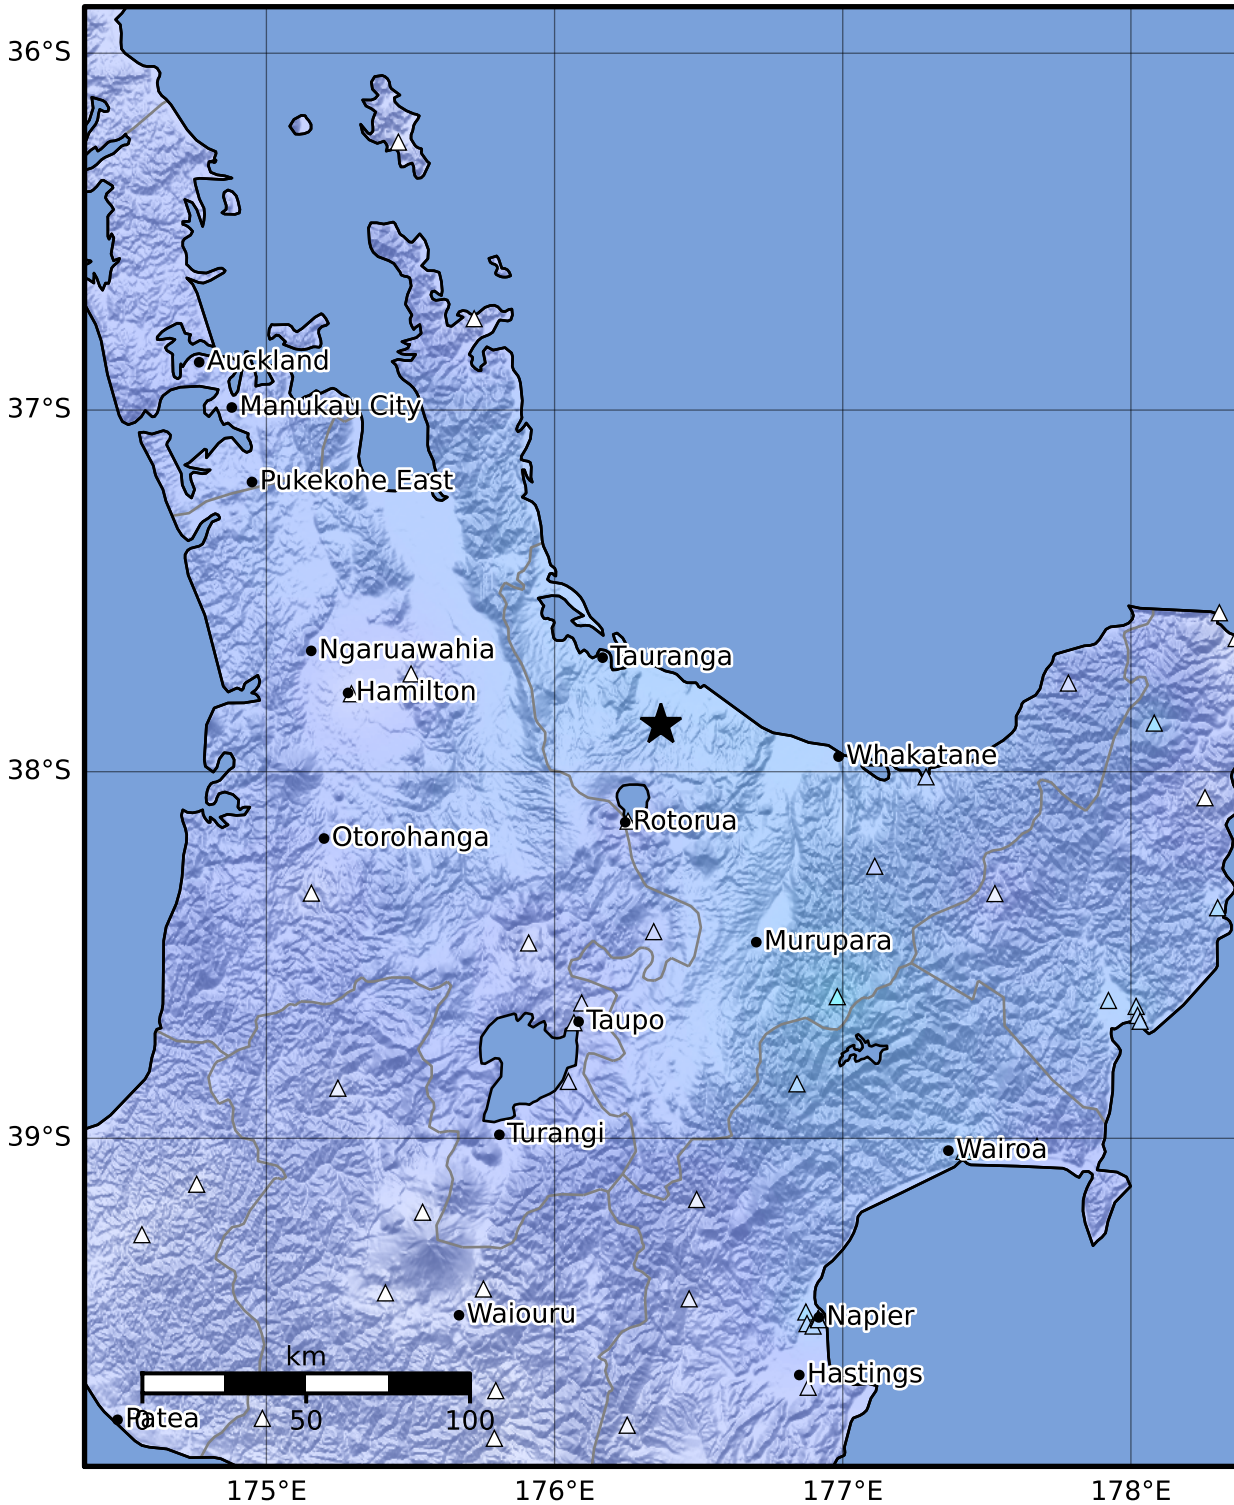 36°S
Auckland
Manukau City
37°S
Pukekohe East
Ngaruawahia
Tauranga
Hamilton
Whakatane
38°S
Rotorua
Otorohanga
Murupara
Taupo
Turangi
39°S
Wairoa
Waiouru
Napier
km
Hastings
Patea
0 50 100
175°E 176°E 177°E 178°E